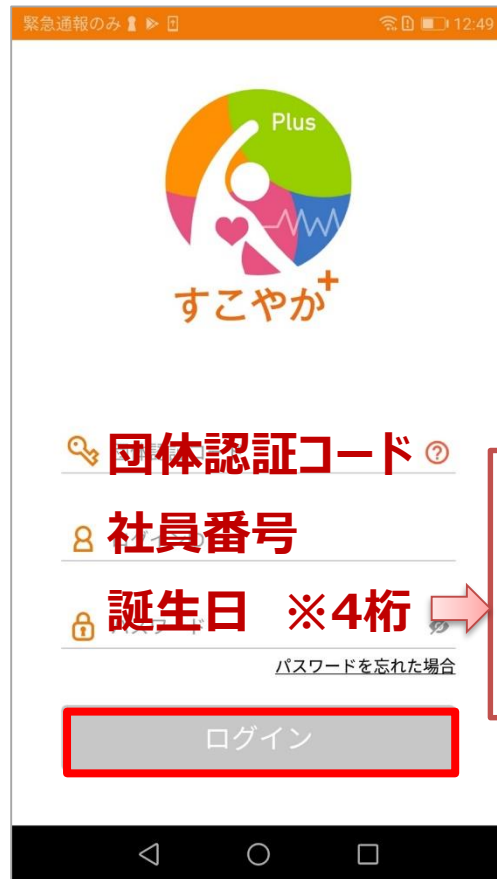 緊急通報のみ 12:49
Plus
すこやか+
団体認証コード
社員番号
誕生日 ※4桁
パスワードを忘れた場合
ログイン